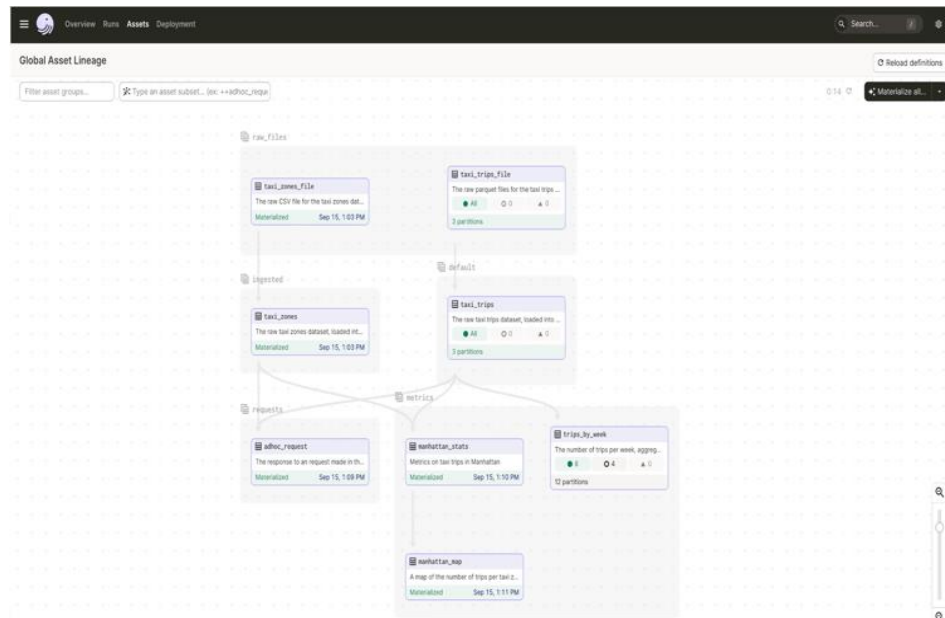 Overview Runs Assets Deployment
Search... /
Global Asset Lineage
Reload definitions
Filter asset groups...
Type an asset subset... (ex: ++adhoc_requ
0:14
Materialize all...
raw_files
taxi_zones_file
The raw CSV file for the taxi zones dat...
Materialized Sep 15, 1:03 PM
taxi_trips_file
The raw parquet files for the taxi trips ...
All 0 0
3 partitions
ingested
taxi_zones
The raw taxi zones dataset, loaded int...
Materialized Sep 15, 1:03 PM
default
taxi_trips
The raw taxi trips dataset, loaded into ...
All 0 0
3 partitions
requests
adhoc_request
The response to an request made in th...
Materialized Sep 15, 1:09 PM
metrics
manhattan_stats
Metrics on taxi trips in Manhattan
Materialized Sep 15, 1:10 PM
trips_by_week
The number of trips per week, aggreg...
4 0
12 partitions
manhattan_map
A map of the number of trips per taxi z...
Materialized Sep 15, 1:11 PM